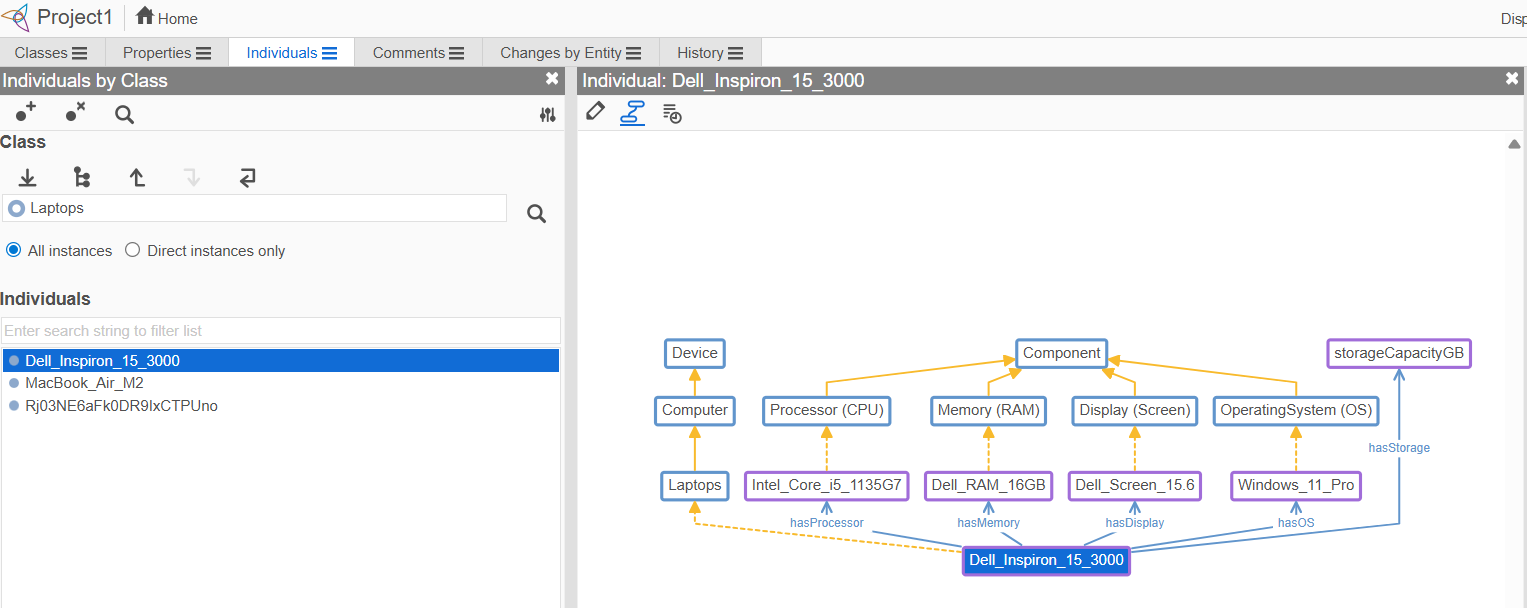 Project1 Home Disp
Classes Properties Individuals Comments Changes by Entity History
Individuals by Class
Class
Laptops
All instances Direct instances only
Individuals
Enter search string to filter list
Dell_Inspiron_15_3000
MacBook_Air_M2
Rj03NE6aFk0DR9IxCTPUno
Individual: Dell_Inspiron_15_3000
Device Component storageCapacityGB
Computer Processor (CPU) Memory (RAM) Display (Screen) OperatingSystem (OS)
hasStorage
Laptops Intel_Core_i5_1135G7 Dell_RAM_16GB Dell_Screen_15.6 Windows_11_Pro
hasProcessor hasMemory hasDisplay hasOS
Dell_Inspiron_15_3000